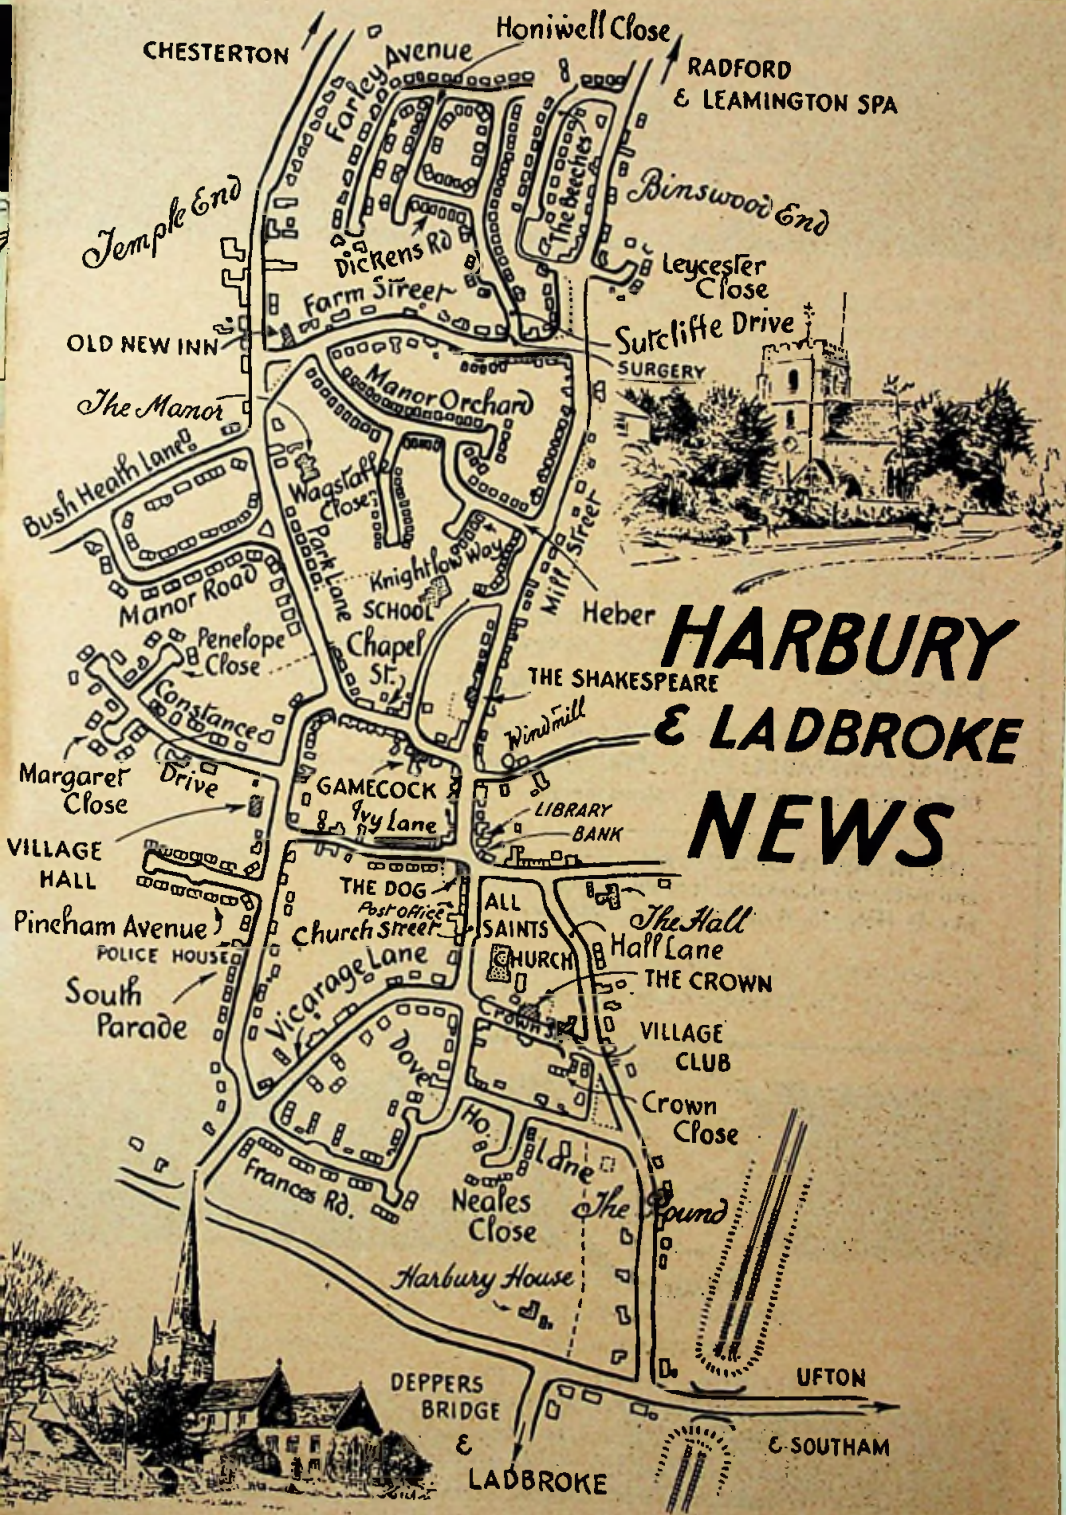 Honiwell Close
CHESTERTON
Farley Avenue
RADFORD
& LEAMINGTON SPA
Temple End
The Beeches
Binswood End
Dickens Rd
Leycester
Close
Farm Street
OLD NEW INN
Sutcliffe Drive
SURGERY
The Manor
Manor Orchard
Bush Heath Lane
Wagstaff
Close
Park Lane
Knightlow Way
Mill Street
Manor Road
SCHOOL
Heber
HARBURY
& LADBROKE
NEWS
Penelope
Close
Chapel
St.
THE SHAKESPEARE
Constance
Drive
Windmill
Margaret
Close
GAMECOCK
Ivy Lane
LIBRARY
BANK
VILLAGE
HALL
THE DOG
Post Office
Church Street
ALL
SAINTS
CHURCH
The Hall
Hall Lane
Pincham Avenue
POLICE HOUSE
South
Parade
Vicarage Lane
THE CROWN
Crown St
VILLAGE
CLUB
Dove
Ho.
Lane
Crown
Close
Frances Rd.
Neales
Close
The Pound
Harbury House
DEPPERS
BRIDGE
&
LADBROKE
UFTON
& SOUTHAM